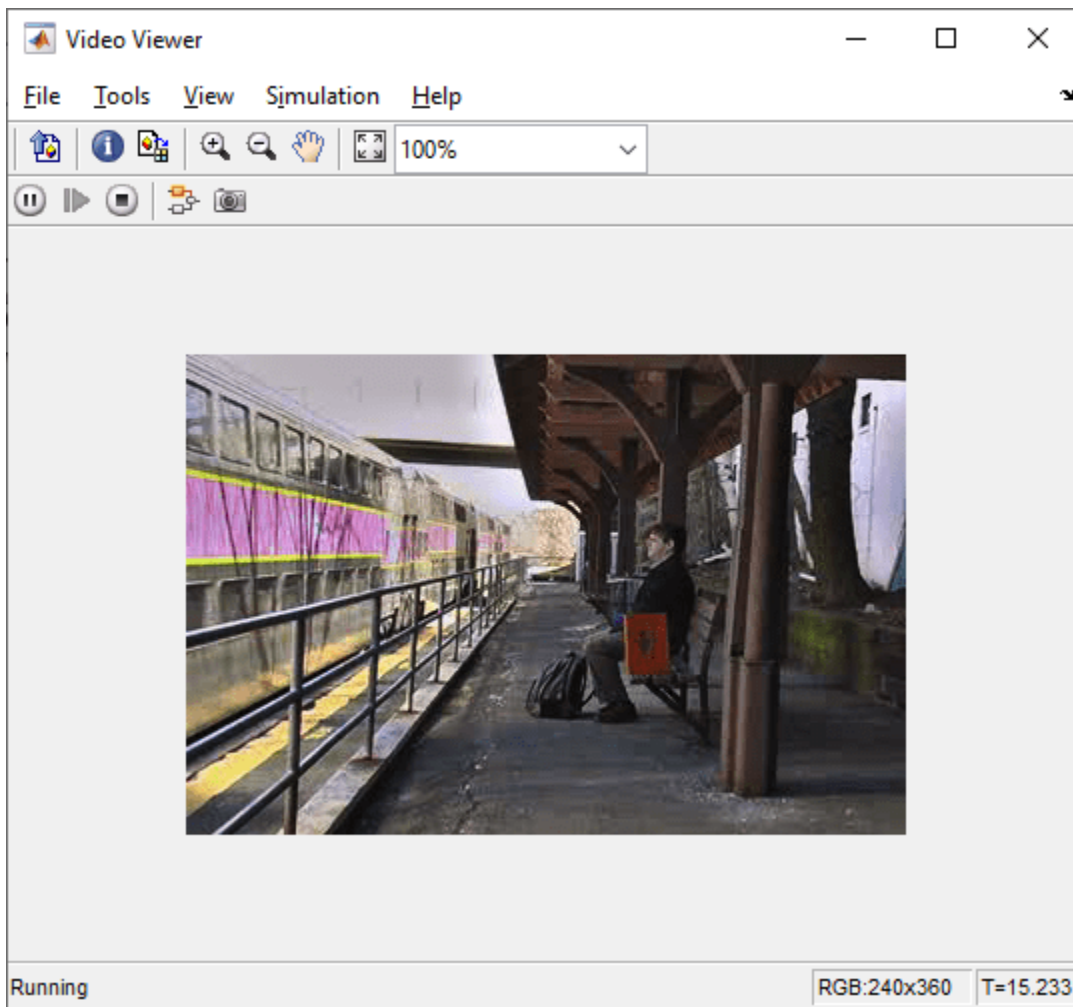 Video Viewer
File Tools View Simulation Help
100%
Running RGB:240x360 T=15.233